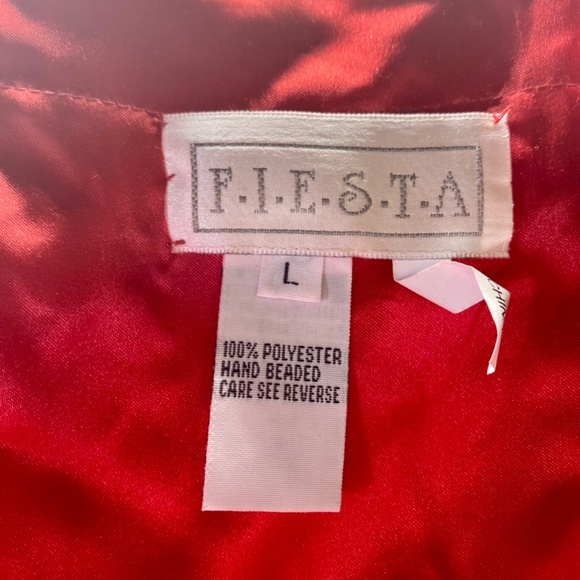 F.I.E.S.T.A
L
100% POLYESTER
HAND BEADED
CARE SEE REVERSE